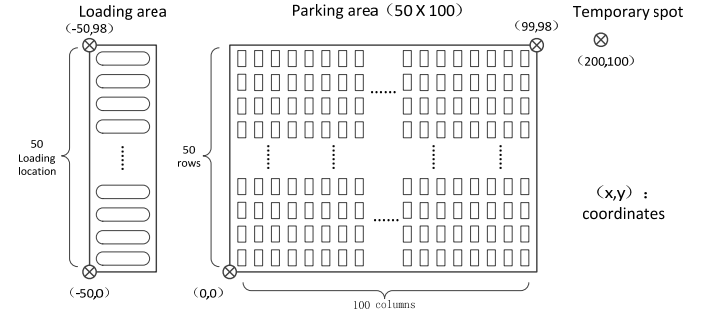 Loading area
Parking area（50 X 100）
Temporary spot
（-50,98）
（99,98）
（200,100）
50
Loading
location
50
rows
......
......
（x,y）：
coordinates
（-50,0）
（0,0）
100 columns